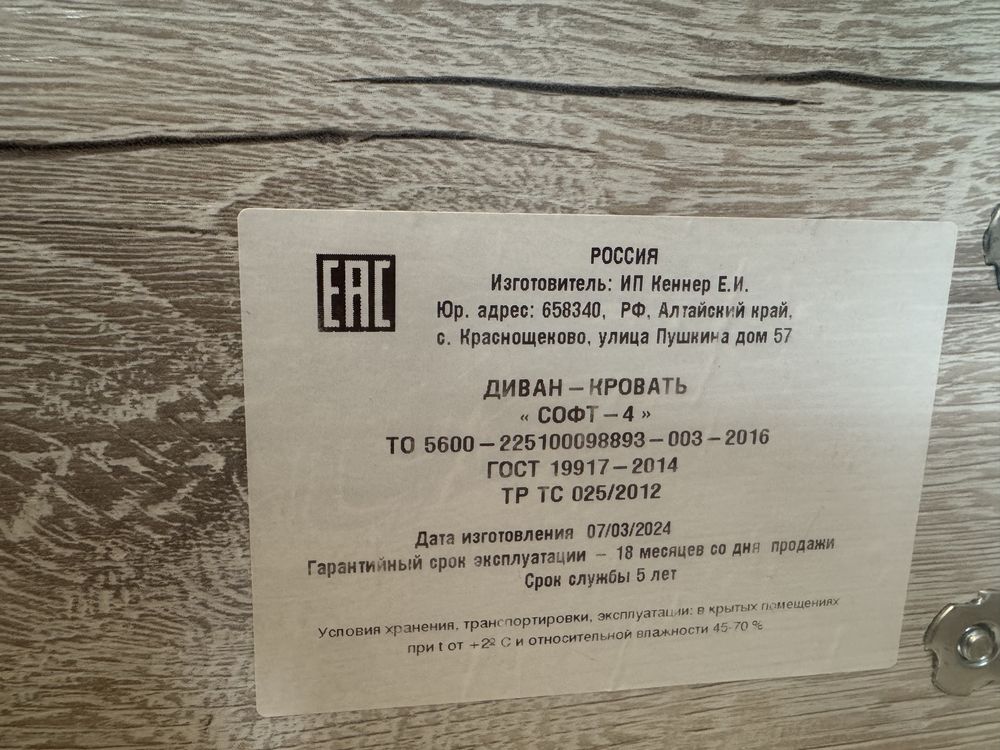 EAC
РОССИЯ
Изготовитель: ИП Кеннер Е.И.
Юр. адрес: 658340, РФ, Алтайский край,
с. Краснощеково, улица Пушкина дом 57
ДИВАН – КРОВАТЬ
« СОФТ – 4 »
ТО 5600 – 225100098893 – 003 – 2016
ГОСТ 19917 – 2014
ТР ТС 025/2012
Дата изготовления 07/03/2024
Гарантийный срок эксплуатации – 18 месяцев со дня продажи
Срок службы 5 лет
Условия хранения, транспортировки, эксплуатации: в крытых помещениях
при t от +2º С и относительной влажности 45-70 %